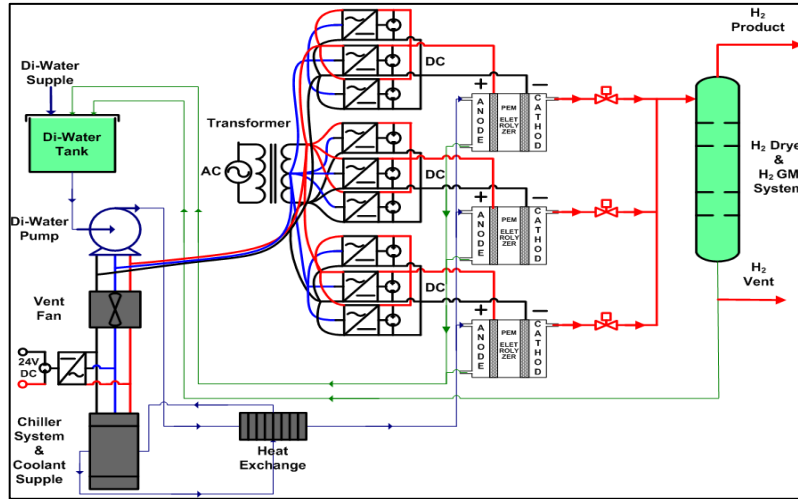 H₂
Product
Di-Water
Supple
Di-Water
Tank
Transformer
AC
DC
+
−
ANODE
PEM
ELET
ROLY
ZER
CATHOD
H₂ Drye
&
H₂ GM
System
Di-Water
Pump
DC
+
−
ANODE
PEM
ELET
ROLY
ZER
CATHOD
Vent
Fan
H₂
Vent
DC
+
−
ANODE
PEM
ELET
ROLY
ZER
CATHOD
24V
DC
Chiller
System
&
Coolant
Supple
Heat
Exchange